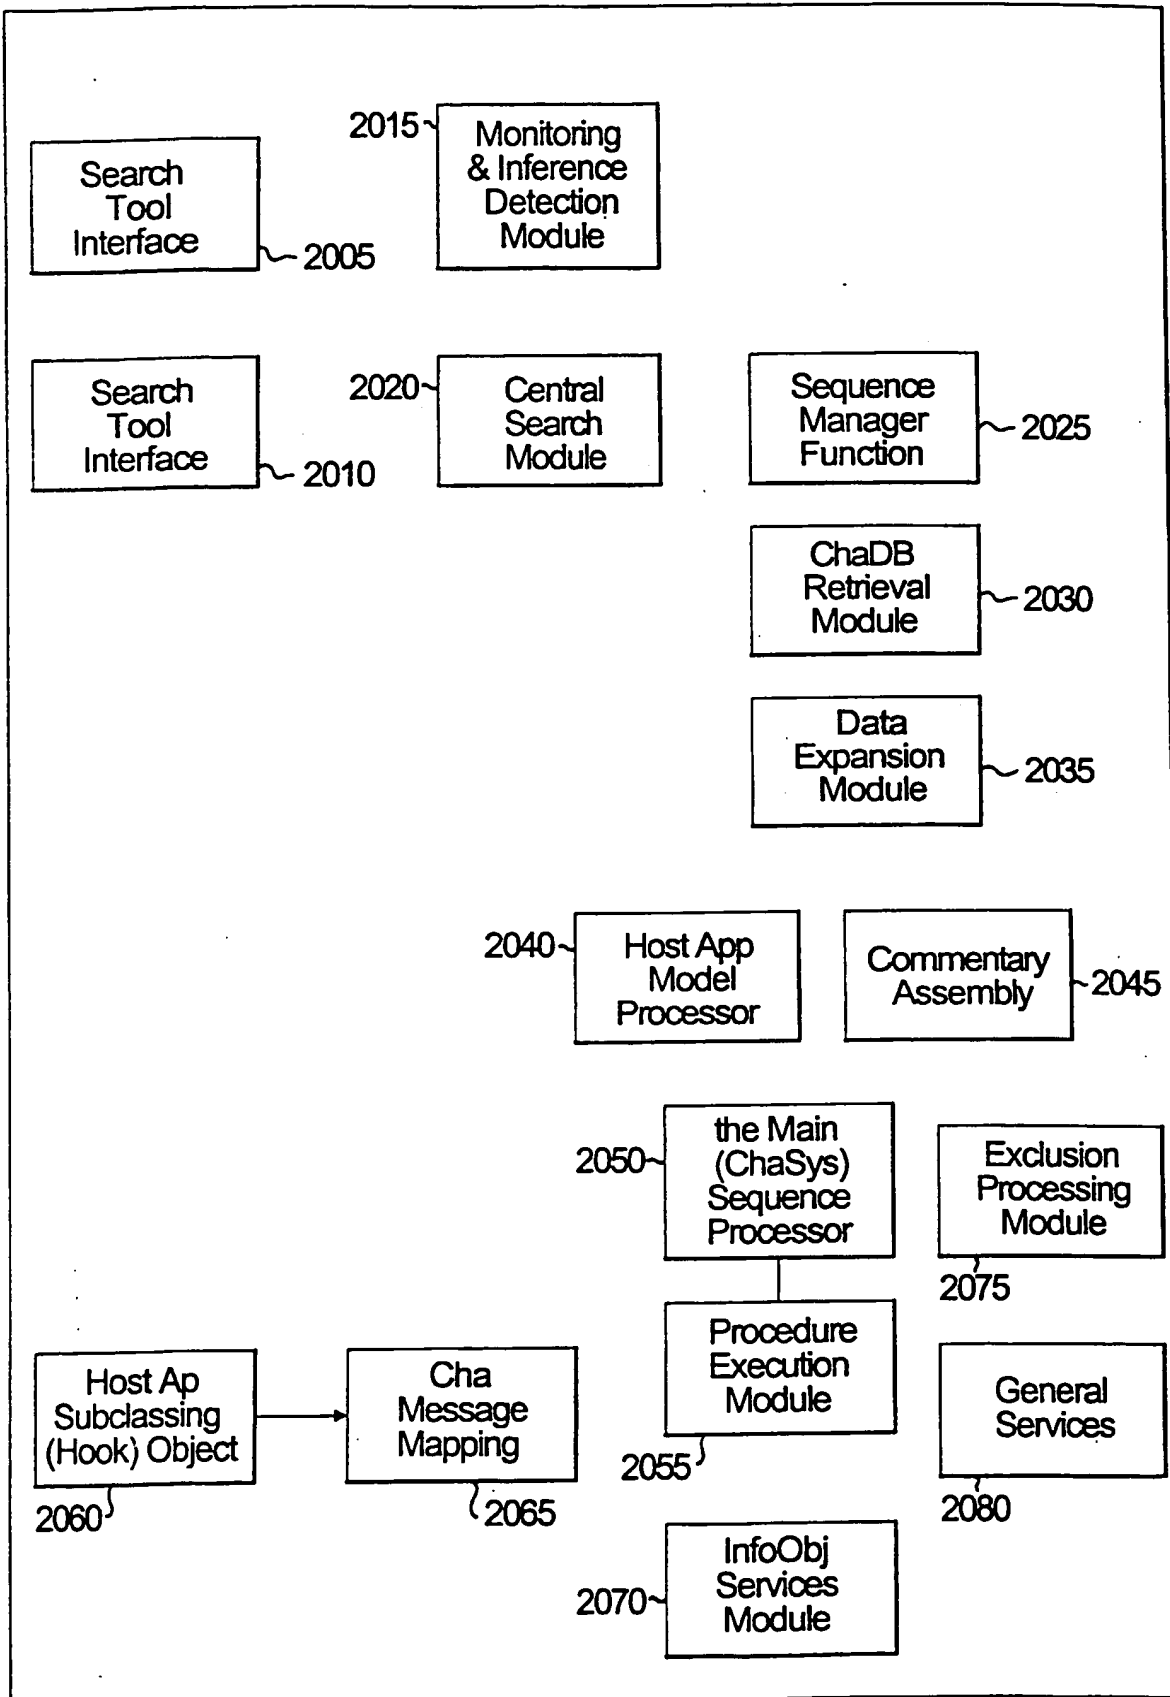 2015
Monitoring
& Inference
Detection
Module
Search
Tool
Interface
2005
Search
Tool
Interface
2010
2020
Central
Search
Module
Sequence
Manager
Function
2025
ChaDB
Retrieval
Module
2030
Data
Expansion
Module
2035
2040
Host App
Model
Processor
Commentary
Assembly
2045
2050
the Main
(ChaSys)
Sequence
Processor
Exclusion
Processing
Module
2075
Procedure
Execution
Module
2055
Host Ap
Subclassing
(Hook) Object
2060
Cha
Message
Mapping
2065
General
Services
2080
2070
InfoObj
Services
Module